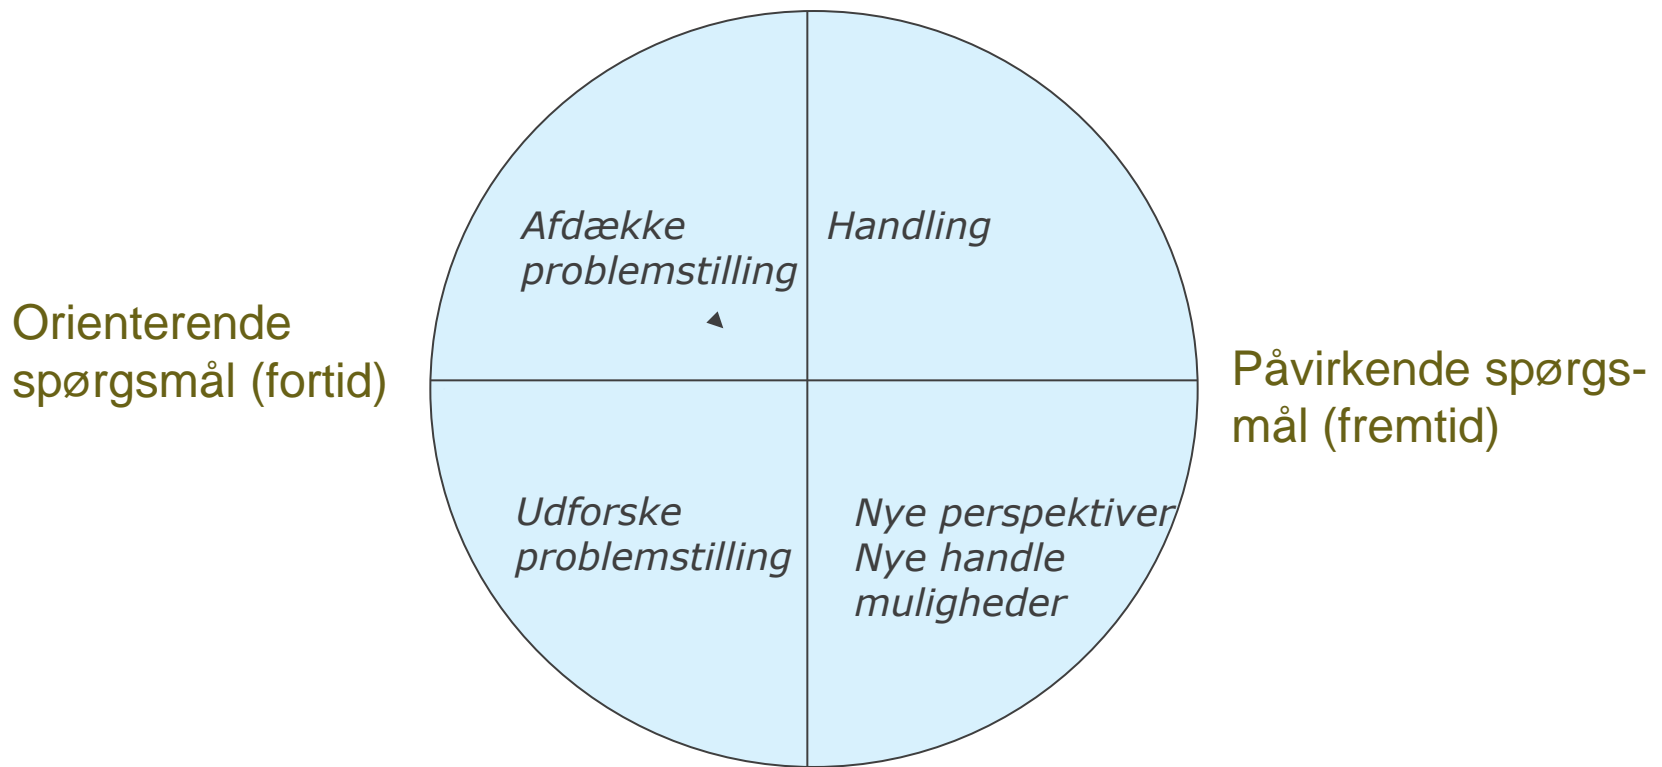 Afdække
problemstilling
Handling
Orienterende
spørgsmål (fortid)
Påvirkende spørgs-
mål (fremtid)
Udforske
problemstilling
Nye perspektiver
Nye handle
muligheder